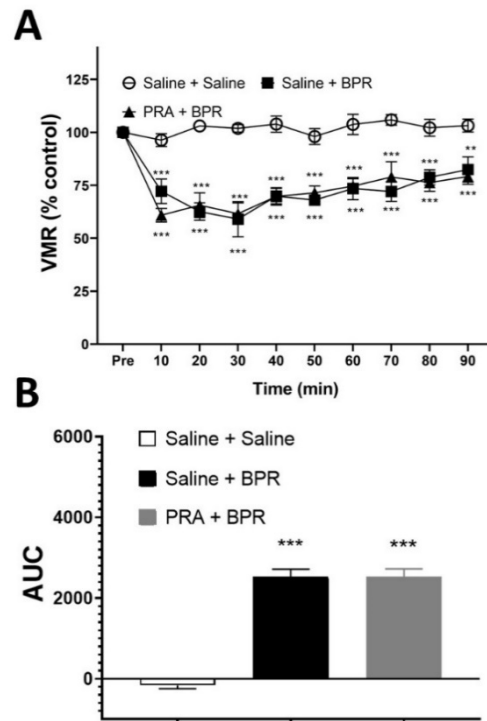 A
Saline + Saline Saline + BPR
PRA + BPR
VMR (% control)
125
100
75
50
25
0
***
***
***
***
***
***
***
***
**
***
***
***
***
***
***
***
***
***
Pre 10 20 30 40 50 60 70 80 90
Time (min)
B
Saline + Saline
Saline + BPR
PRA + BPR
AUC
6000
4000
2000
0
*** ***